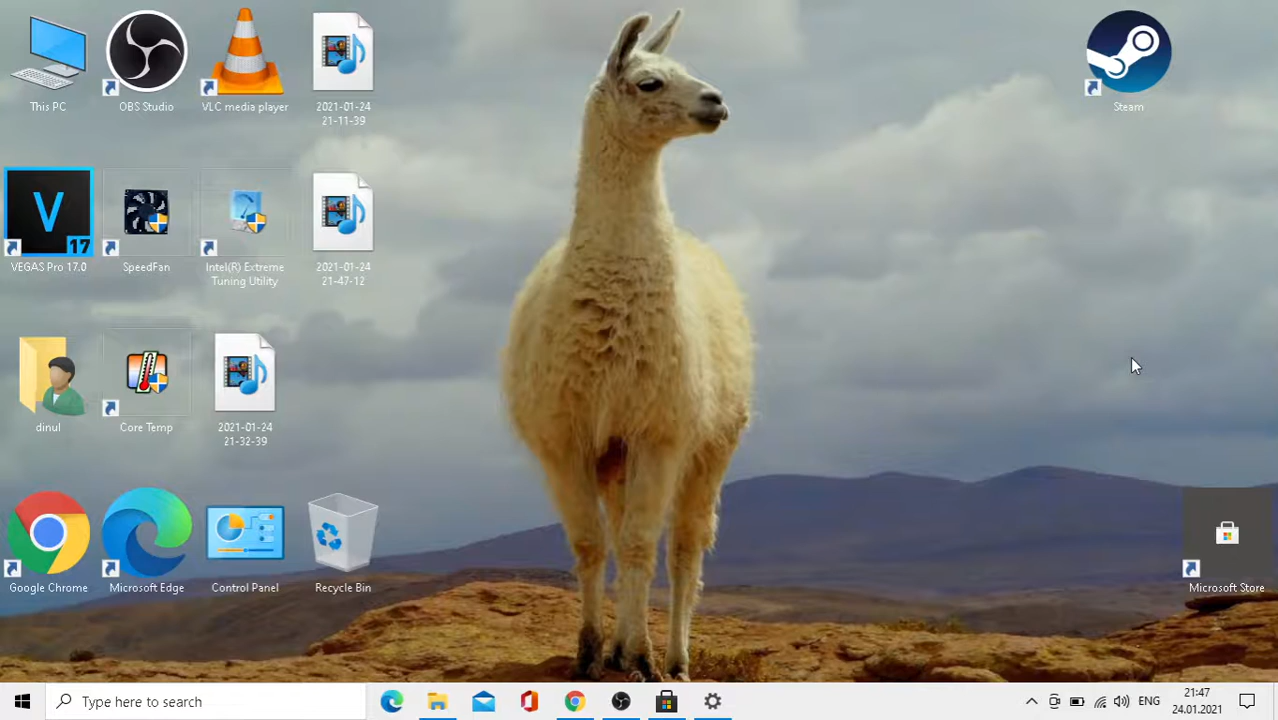 This PC
OBS Studio
VLC media player
2021-01-24
21-11-39
Steam
V
17
VEGAS Pro 17.0
SpeedFan
Intel(R) Extreme
Tuning Utility
2021-01-24
21-47-12
dinul
Core Temp
2021-01-24
21-32-39
Google Chrome
Microsoft Edge
Control Panel
Recycle Bin
Microsoft Store
Type here to search
ENG
21:47
24.01.2021